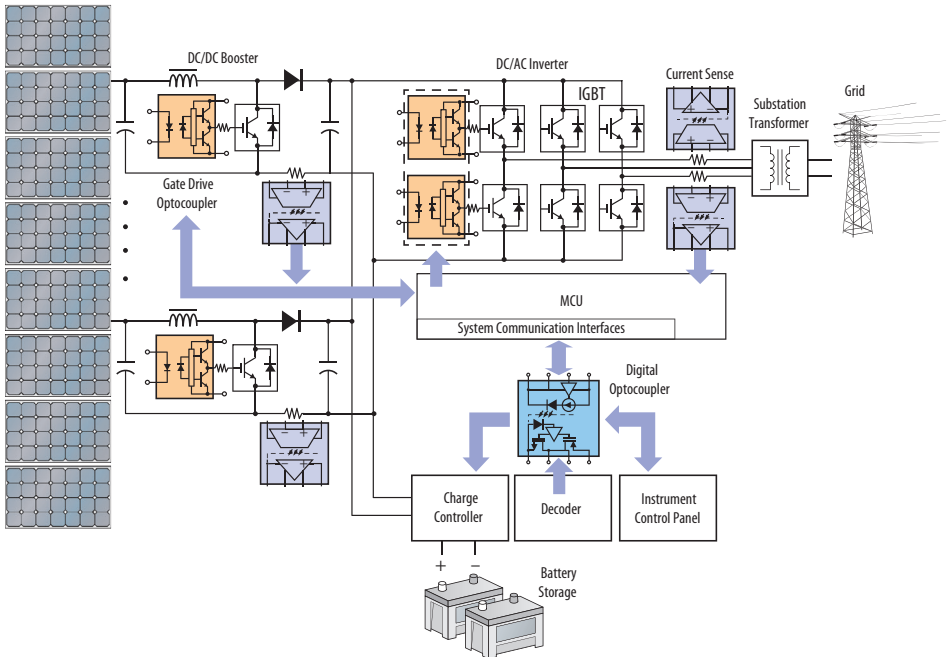 DC/DC Booster
DC/AC Inverter
IGBT
Current Sense
Substation
Transformer
Grid
Gate Drive
Optocoupler
MCU
System Communication Interfaces
Digital
Optocoupler
Charge
Controller
Decoder
Instrument
Control Panel
+ −
Battery
Storage